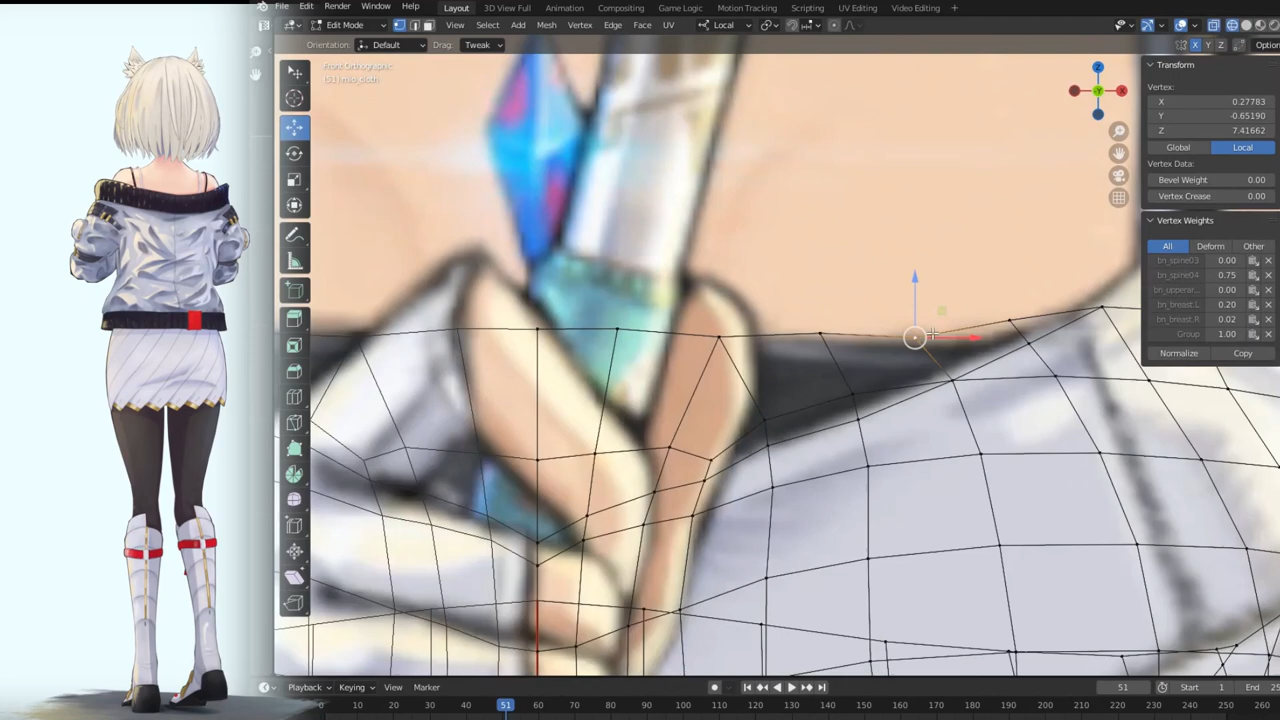 File Edit Render Window Help Layout 3D View Full Animation Compositing Game Logic Motion Tracking Scripting UV Editing Video Editing +
Edit Mode View Select Add Mesh Vertex Edge Face UV Local
Orientation: Default Drag: Tweak X Y Z
Front Orthographic
Z
Y
X
Transform
Vertex:
X 0.27783
Y -0.65190
Z 7.41662
Global Local
Vertex Data:
Bevel Weight 0.00
Vertex Crease 0.00
Vertex Weights
All Deform Other
bn_spine03 0.00
bn_spine04 0.75
bn_upperar... 0.00
bn_breast.L 0.20
bn_breast.R 0.02
Group 1.00
Normalize Copy
Playback Keying View Marker 51 Start 1 End
0 10 20 30 40 51 60 70 80 90 100 110 120 130 140 150 160 170 180 190 200 210 220 230 240 250 260